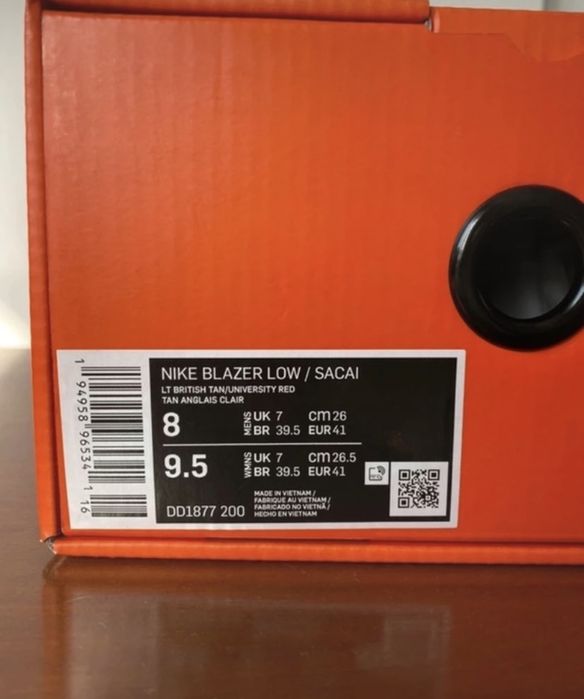 NIKE BLAZER LOW / SACAI
LT BRITISH TAN/UNIVERSITY RED
TAN ANGLAIS CLAIR
8 MENS UK 7 cm 26
BR 39.5 EUR 41
9.5 WMNS UK 7 cm 26.5
BR 39.5 EUR 41
DD1877 200
MADE IN VIETNAM /
FABRIQUE AU VIETNAM /
FABRICADO NO VIETNÃ /
HECHO EN VIETNAM
1 94958 96534 1 16